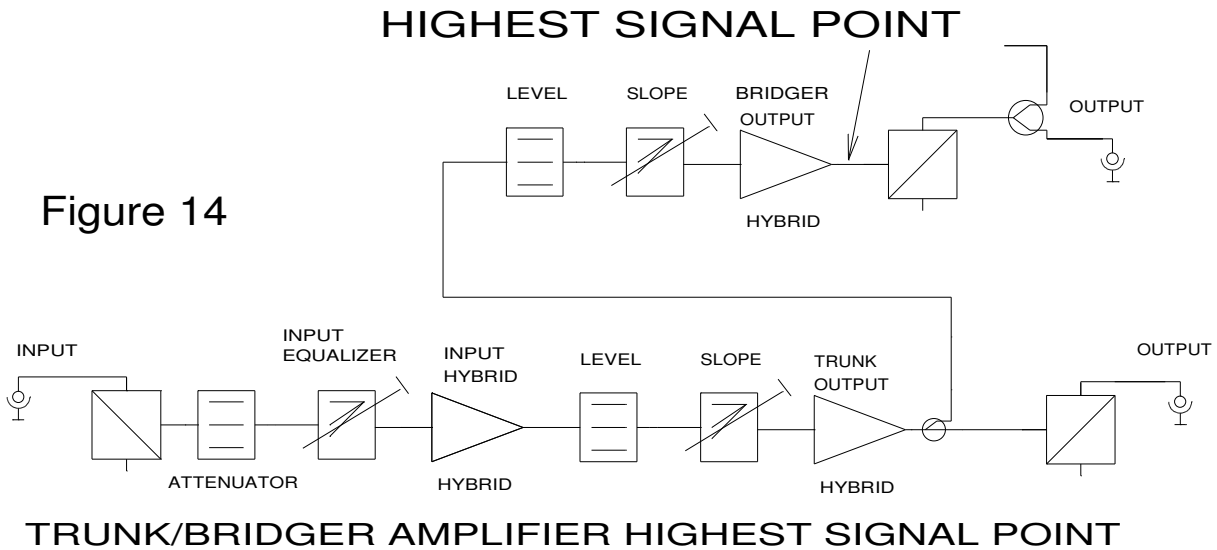 HIGHEST SIGNAL POINT
LEVEL
SLOPE
BRIDGER
OUTPUT
OUTPUT
HYBRID
Figure 14
INPUT
INPUT
EQUALIZER
INPUT
HYBRID
LEVEL
SLOPE
TRUNK
OUTPUT
OUTPUT
ATTENUATOR
HYBRID
HYBRID
TRUNK/BRIDGER AMPLIFIER HIGHEST SIGNAL POINT